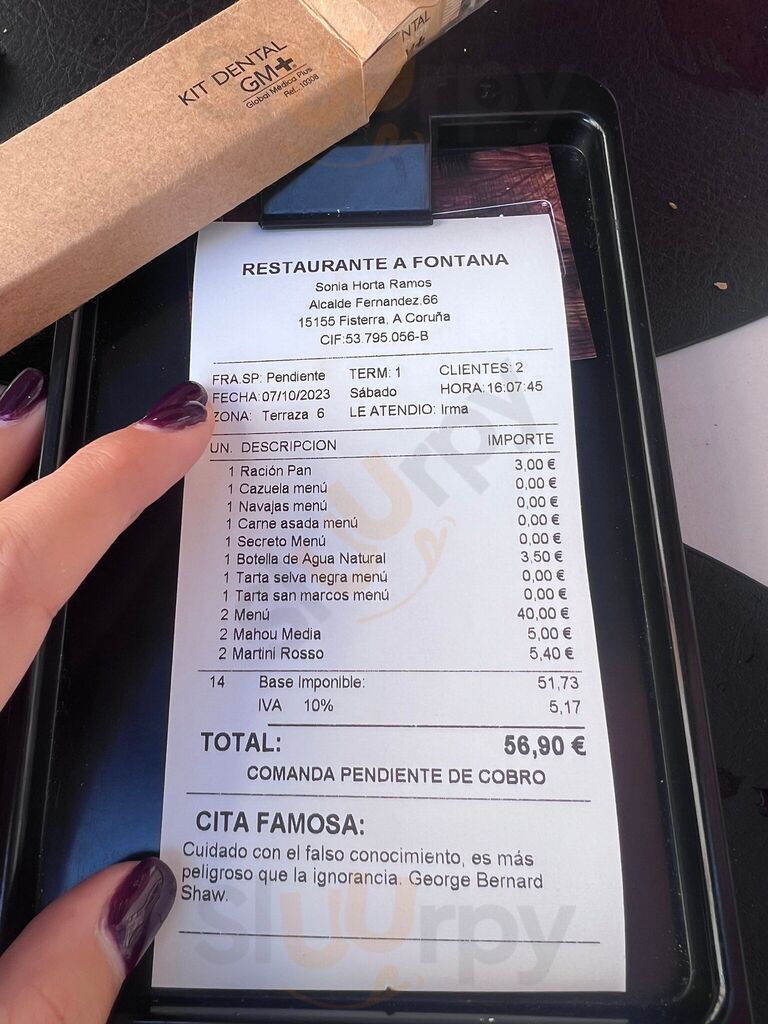 KIT DENTAL
GM+
Global Médica Plus
Ref.:10308
NTAL
RESTAURANTE A FONTANA
Sonia Horta Ramos
Alcalde Fernandez,66
15155 Fisterra, A Coruña
CIF:53.795.056-B
FRA.SP: Pendiente TERM: 1 CLIENTES: 2
FECHA:07/10/2023 Sábado HORA:16:07:45
ZONA: Terraza 6 LE ATENDIO: Irma
UN. DESCRIPCION IMPORTE
1 Ración Pan 3,00 €
1 Cazuela menú 0,00 €
1 Navajas menú 0,00 €
1 Carne asada menú 0,00 €
1 Secreto Menú 0,00 €
1 Botella de Agua Natural 3,50 €
1 Tarta selva negra menú 0,00 €
1 Tarta san marcos menú 0,00 €
2 Menú 40,00 €
2 Mahou Media 5,00 €
2 Martini Rosso 5,40 €
14 Base Imponible: 51,73
IVA 10% 5,17
TOTAL: 56,90 €
COMANDA PENDIENTE DE COBRO
CITA FAMOSA:
Cuidado con el falso conocimiento, es más
peligroso que la ignorancia. George Bernard
Shaw.
sluurpy